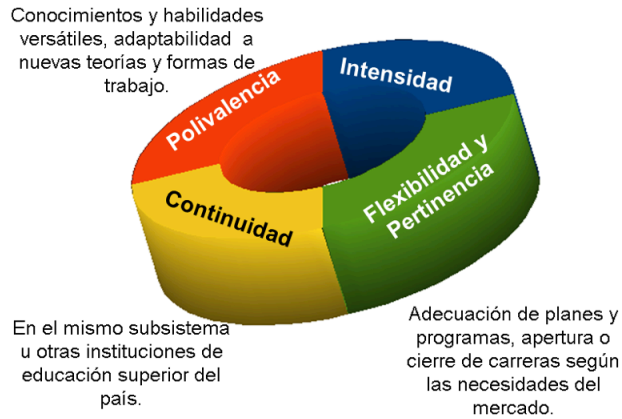 Conocimientos y habilidades
versátiles, adaptabilidad a
nuevas teorías y formas de
trabajo.
Polivalencia
Intensidad
Continuidad
Flexibilidad y
Pertinencia
En el mismo subsistema
u otras instituciones de
educación superior del
país.
Adecuación de planes y
programas, apertura o
cierre de carreras según
las necesidades del
mercado.